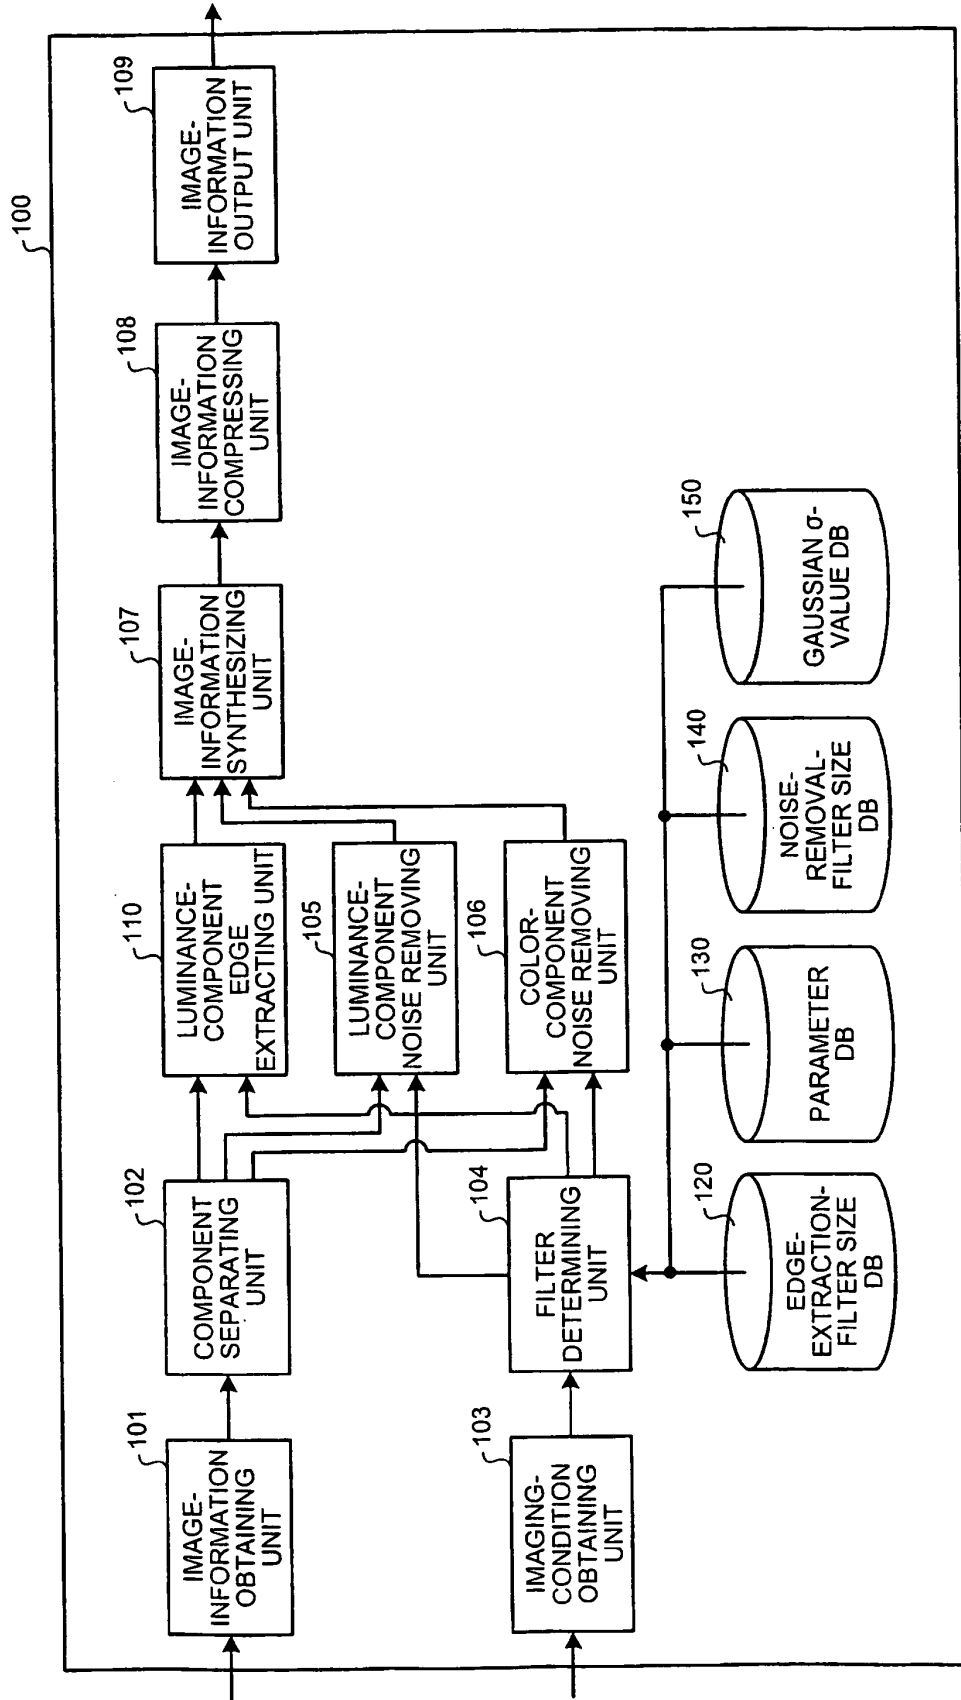 100
101
IMAGE-
INFORMATION
OBTAINING
UNIT
102
COMPONENT
SEPARATING
UNIT
110
LUMINANCE-
COMPONENT
EDGE
EXTRACTING UNIT
107
IMAGE-
INFORMATION
SYNTHESIZING
UNIT
108
IMAGE-
INFORMATION
COMPRESSING
UNIT
109
IMAGE-
INFORMATION
OUTPUT UNIT
105
LUMINANCE-
COMPONENT
NOISE REMOVING
UNIT
103
IMAGING-
CONDITION
OBTAINING
UNIT
104
FILTER
DETERMINING
UNIT
106
COLOR-
COMPONENT
NOISE REMOVING
UNIT
120
EDGE-
EXTRACTION-
FILTER SIZE
DB
130
PARAMETER
DB
140
NOISE-
REMOVAL-
FILTER SIZE
DB
150
GAUSSIAN σ-
VALUE DB